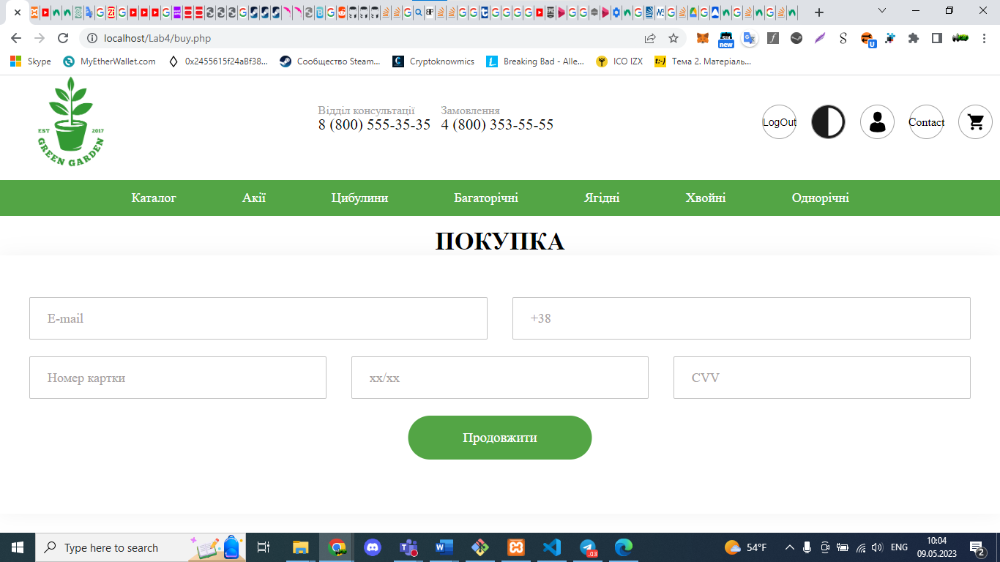 localhost/Lab4/buy.php
new
U
Skype
MyEtherWallet.com
0x2455615f24aBf38...
Сообщество Steam...
Cryptoknowmics
Breaking Bad - Alle...
ICO IZX
Тема 2. Матеріаль...
EST 2017
GREEN GARDEN
Відділ консультації
8 (800) 555-35-35
Замовлення
4 (800) 353-55-55
LogOut
Contact
Каталог
Акії
Цибулини
Багаторічні
Ягідні
Хвойні
Однорічні
ПОКУПКА
E-mail
+38
Номер картки
xx/xx
CVV
Продовжити
Type here to search
.03
54°F
ENG
10:04
09.05.2023
2